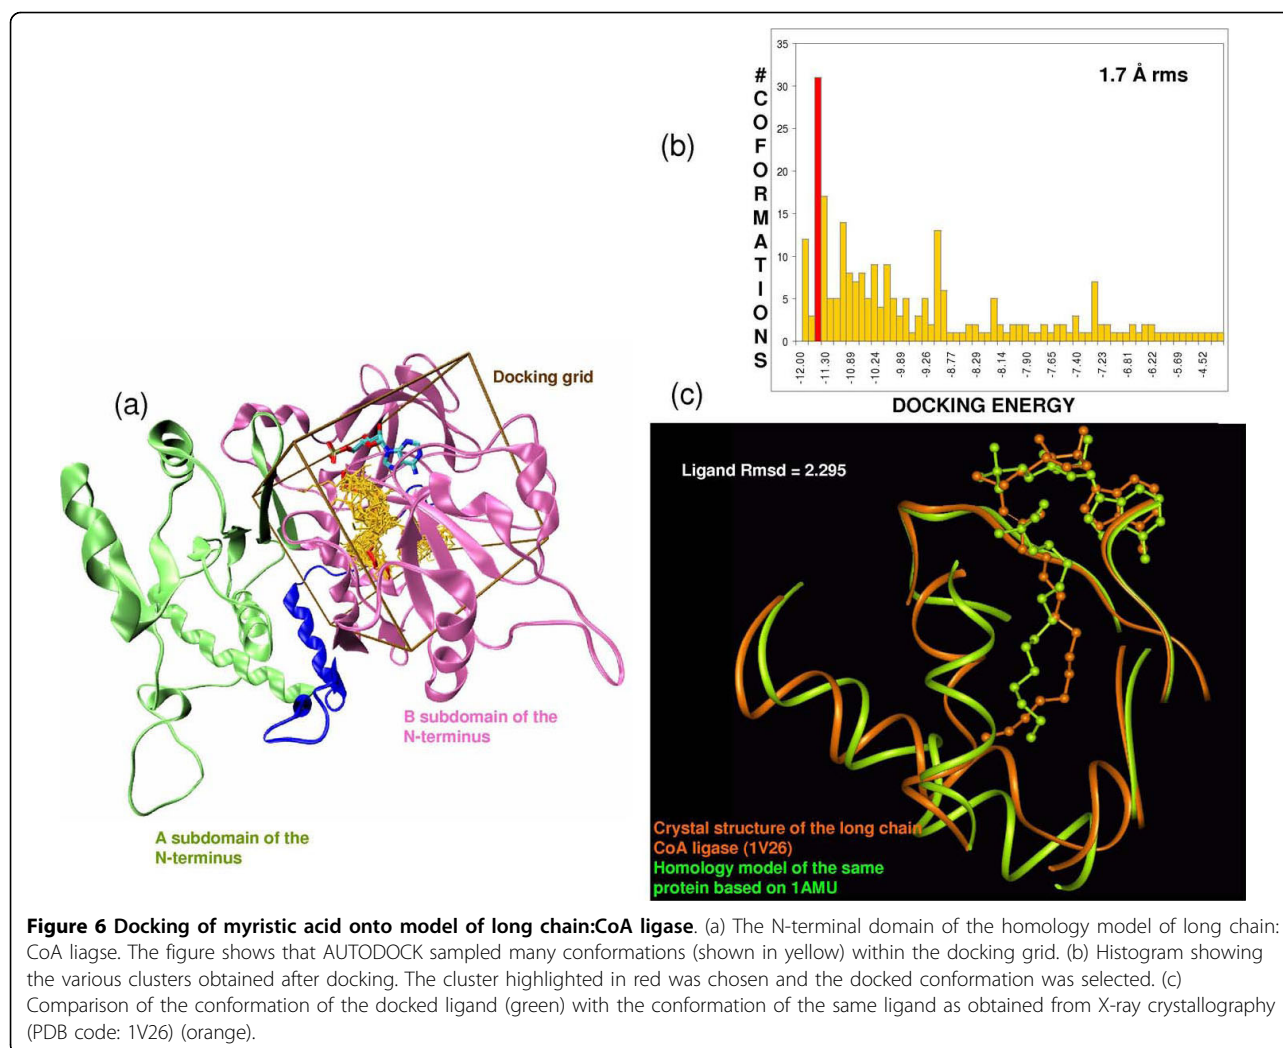 (a)
Docking grid
B subdomain of the
N-terminus
A subdomain of the
N-terminus
(b)
#
C
O
F
O
R
M
A
T
I
O
N
S
35
30
25
20
15
10
5
0
1.7 Å rms
-12.00
-11.30
-10.89
-10.24
-9.89
-9.26
-8.77
-8.29
-8.14
-7.90
-7.65
-7.40
-7.23
-6.81
-6.22
-5.69
-4.52
DOCKING ENERGY
(c)
Ligand Rmsd = 2.295
Crystal structure of the long chain
CoA ligase (1V26)
Homology model of the same
protein based on 1AMU
Figure 6 Docking of myristic acid onto model of long chain:CoA ligase. (a) The N-terminal domain of the homology model of long chain:
CoA liagse. The figure shows that AUTODOCK sampled many conformations (shown in yellow) within the docking grid. (b) Histogram showing
the various clusters obtained after docking. The cluster highlighted in red was chosen and the docked conformation was selected. (c)
Comparison of the conformation of the docked ligand (green) with the conformation of the same ligand as obtained from X-ray crystallography
(PDB code: 1V26) (orange).